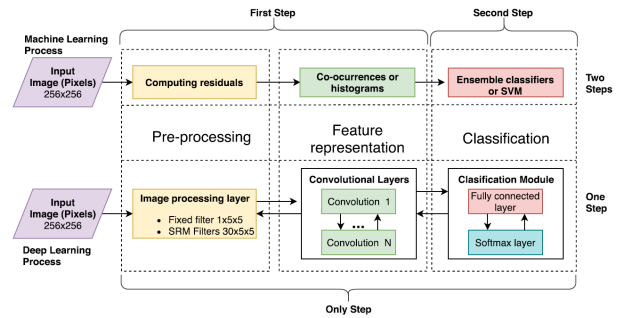 First Step
Second Step
Machine Learning
Process
Input
Image (Pixels)
256x256
Computing residuals
Co-ocurrences or
histograms
Ensemble classifiers
or SVM
Two
Steps
Pre-processing
Feature
representation
Classification
Input
Image (Pixels)
256x256
Deep Learning
Process
Image processing layer
• Fixed filter 1x5x5
• SRM Filters 30x5x5
Convolutional Layers
Convolution 1
...
Convolution N
Clasification Module
Fully connected
layer
Softmax layer
One
Step
Only Step